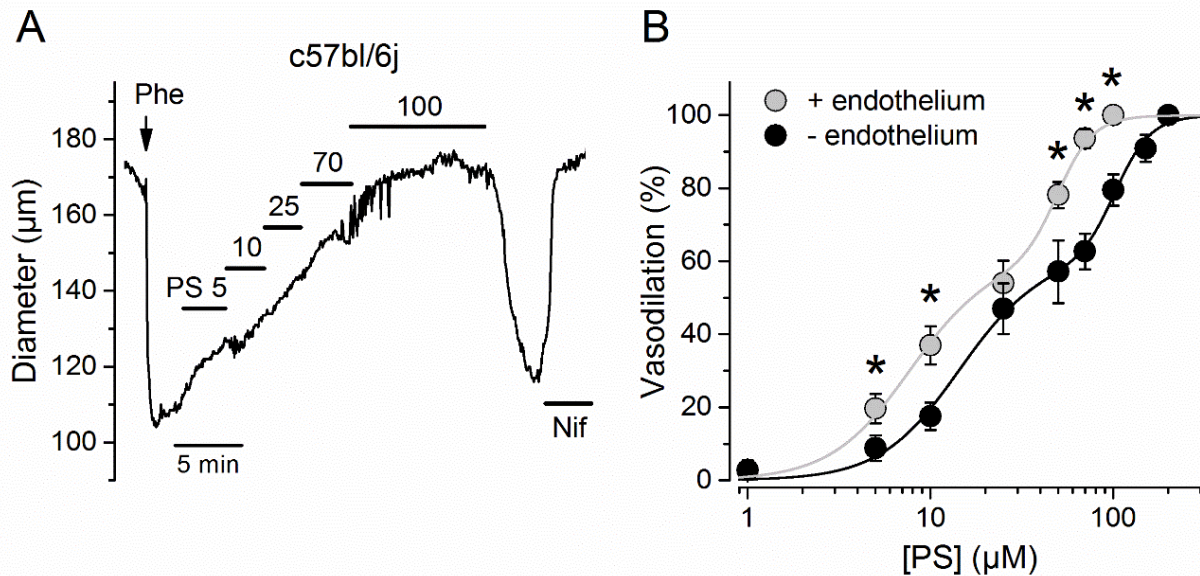 A
c57bl/6j
Phe
100
70
25
10
PS 5
Nif
5 min
180
160
140
120
100
Diameter (µm)
B
+ endothelium
- endothelium
* * * * *
100
80
60
40
20
0
Vasodilation (%)
1 10 100
[PS] (µM)